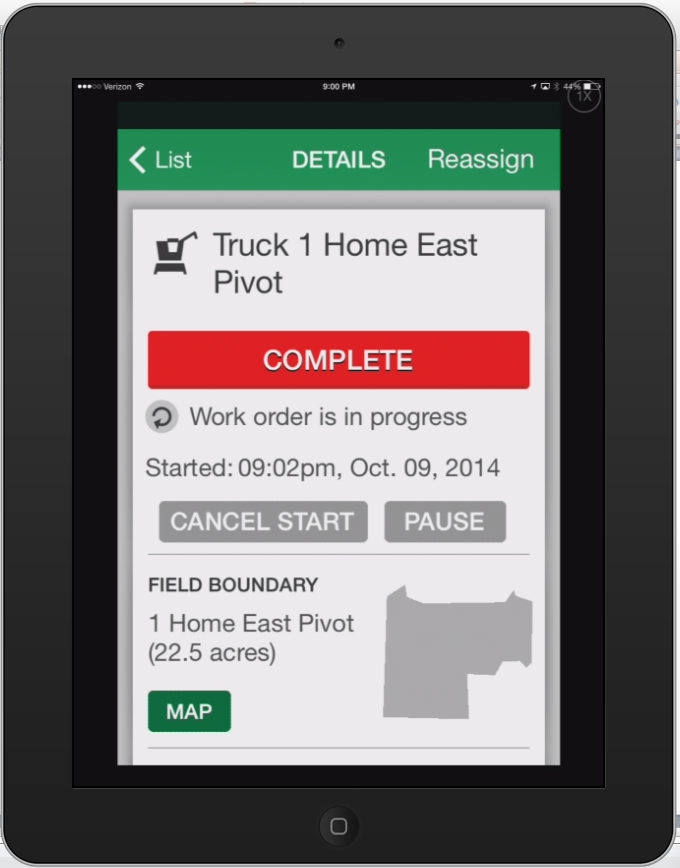 Verizon 9:00 PM 44%
1X
List DETAILS Reassign
Truck 1 Home East
Pivot
COMPLETE
Work order is in progress
Started: 09:02pm, Oct. 09, 2014
CANCEL START PAUSE
FIELD BOUNDARY
1 Home East Pivot
(22.5 acres)
MAP